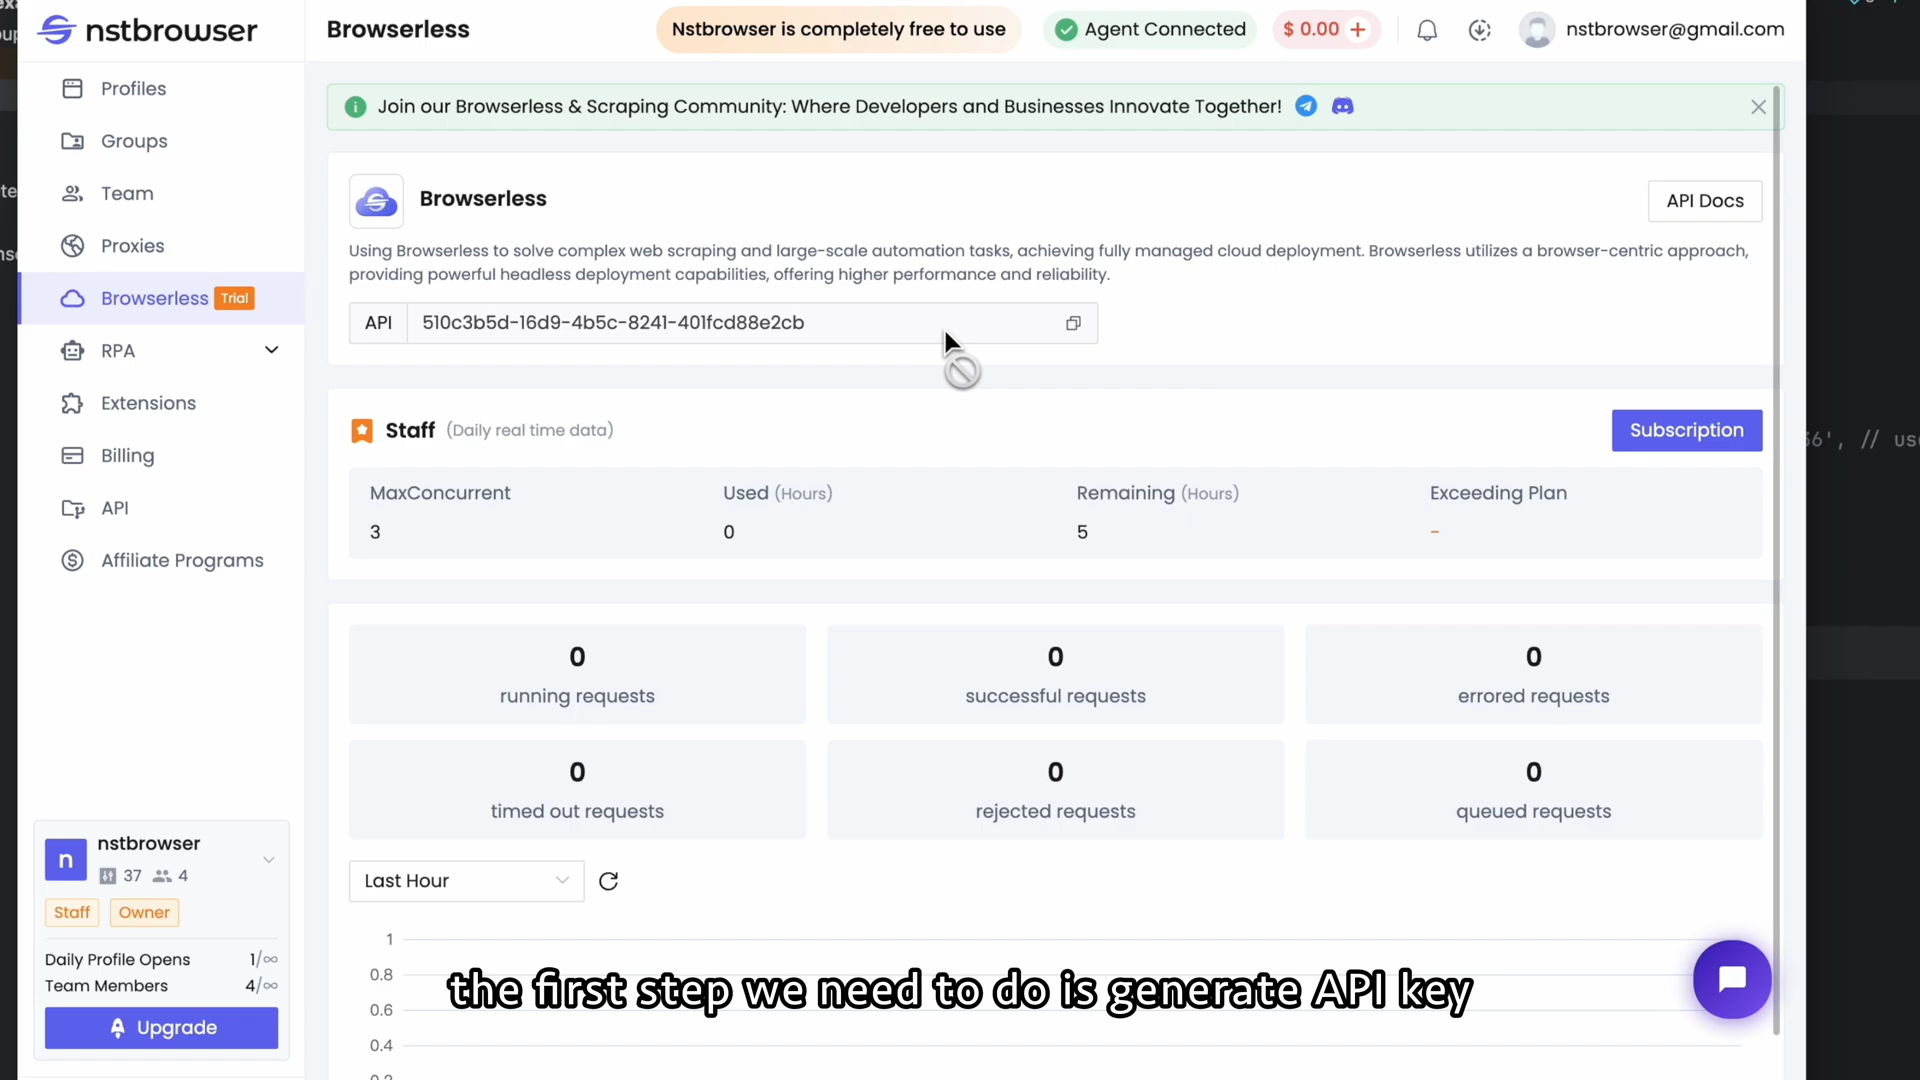 nstbrowser
Browserless
Nstbrowser is completely free to use
Agent Connected
$ 0.00 +
nstbrowser@gmail.com
Profiles
Groups
Team
Proxies
Browserless Trial
RPA
Extensions
Billing
API
Affiliate Programs
Join our Browserless & Scraping Community: Where Developers and Businesses Innovate Together!
Browserless
API Docs
Using Browserless to solve complex web scraping and large-scale automation tasks, achieving fully managed cloud deployment. Browserless utilizes a browser-centric approach,
providing powerful headless deployment capabilities, offering higher performance and reliability.
API 510c3b5d-16d9-4b5c-8241-401fcd88e2cb
Staff (Daily real time data)
Subscription
MaxConcurrent Used (Hours) Remaining (Hours) Exceeding Plan
3 0 5 -
0 0 0
running requests successful requests errored requests
0 0 0
timed out requests rejected requests queued requests
Last Hour
1
0.8
0.6
0.4
n nstbrowser
37 4
Staff Owner
Daily Profile Opens 1/∞
Team Members 4/∞
Upgrade
the first step we need to do is generate API key